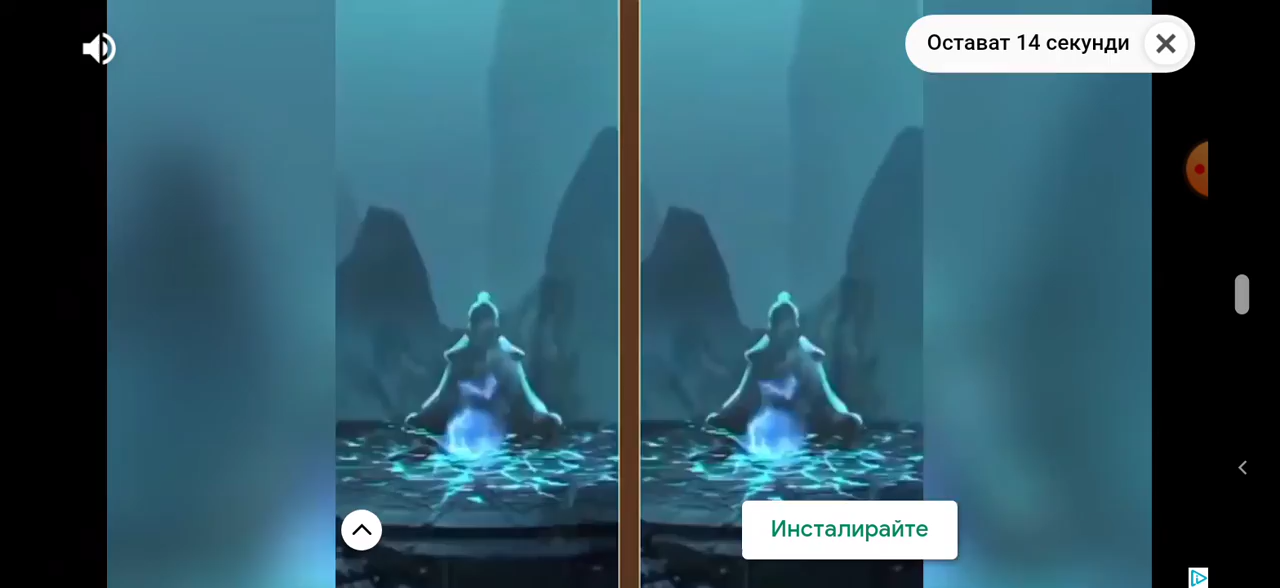 Остават 14 секунди
Инсталирайте